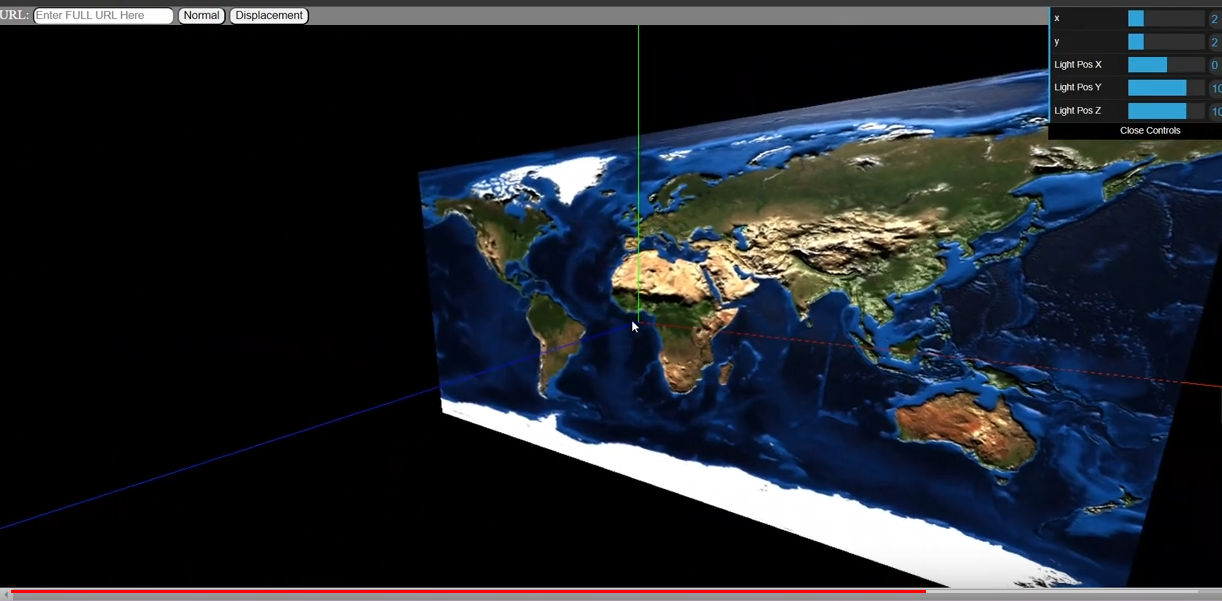 URL: Enter FULL URL Here Normal Displacement
x 2
y 2
Light Pos X 0
Light Pos Y 10
Light Pos Z 10
Close Controls